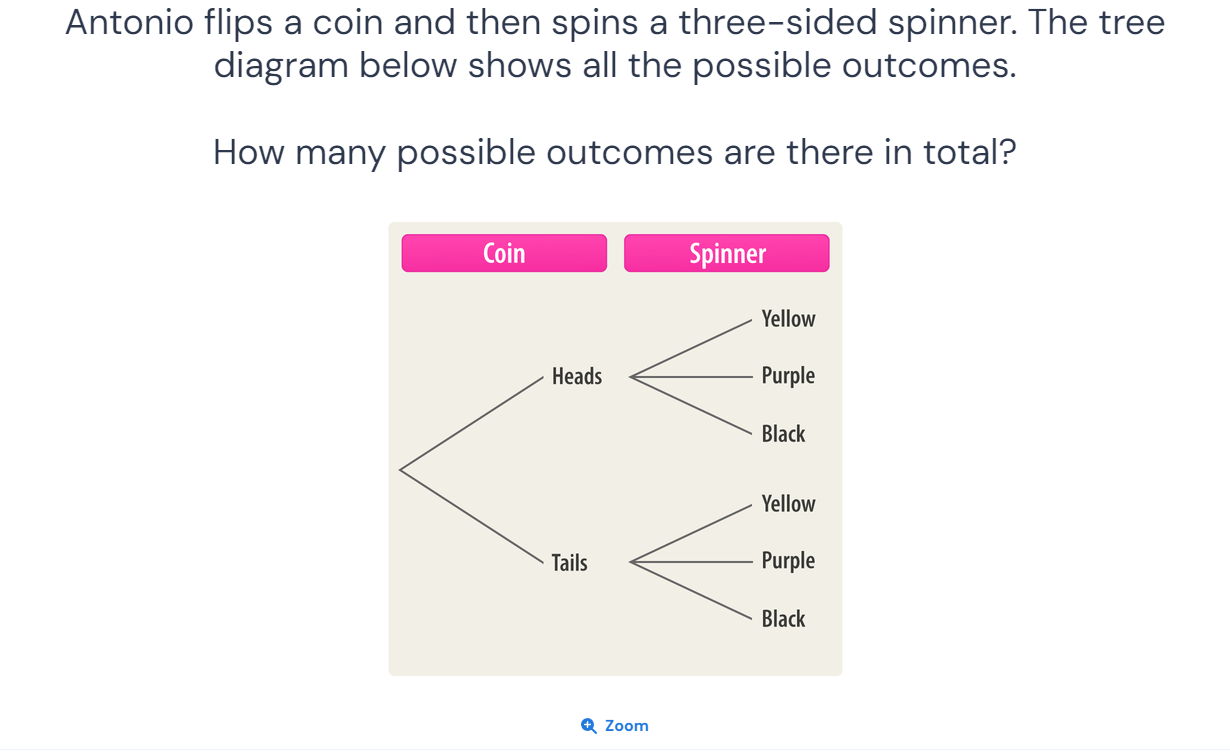 Antonio flips a coin and then spins a three-sided spinner. The tree
diagram below shows all the possible outcomes.
How many possible outcomes are there in total?
Coin Spinner
Yellow
Heads Purple
Black
Yellow
Tails Purple
Black
Zoom